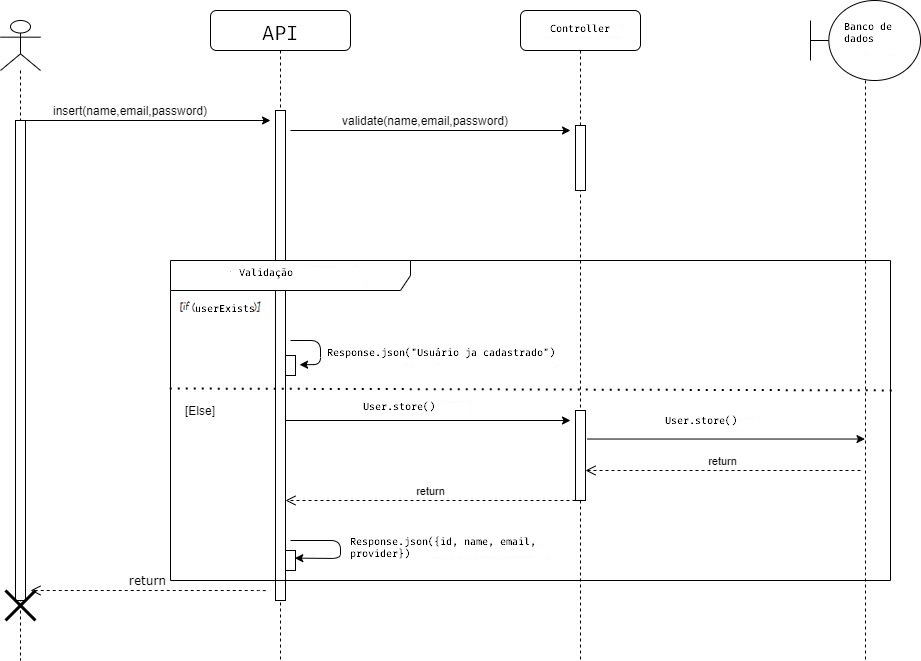 API
Controller
Banco de
dados
insert(name,email,password)
validate(name,email,password)
Validação
[if (userExists)]
Response.json("Usuário ja cadastrado")
[Else]
User.store()
User.store()
return
return
Response.json({id, name, email,
provider})
return